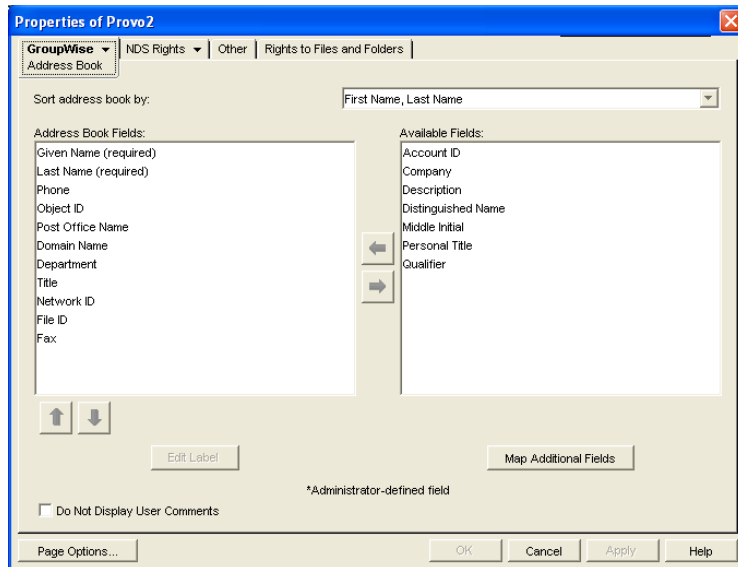 Properties of Provo2
GroupWise NDS Rights Other Rights to Files and Folders
Address Book
Sort address book by: First Name, Last Name
Address Book Fields: Available Fields:
Given Name (required) Account ID
Last Name (required) Company
Phone Description
Object ID Distinguished Name
Post Office Name Middle Initial
Domain Name Personal Title
Department Qualifier
Title
Network ID
File ID
Fax
Edit Label Map Additional Fields
*Administrator-defined field
Do Not Display User Comments
Page Options... OK Cancel Apply Help